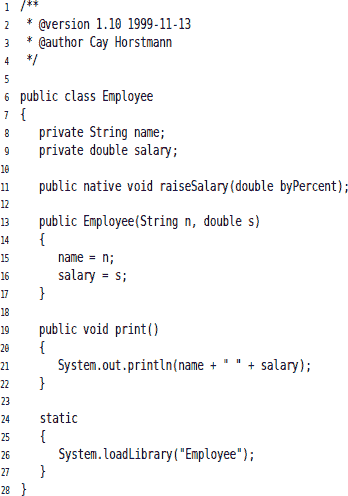 1 /**
2  * @version 1.10 1999-11-13
3  * @author Cay Horstmann
4  */
5
6 public class Employee
7 {
8    private String name;
9    private double salary;
10
11    public native void raiseSalary(double byPercent);
12
13    public Employee(String n, double s)
14    {
15       name = n;
16       salary = s;
17    }
18
19    public void print()
20    {
21       System.out.println(name + " " + salary);
22    }
23
24    static
25    {
26       System.loadLibrary("Employee");
27    }
28 }